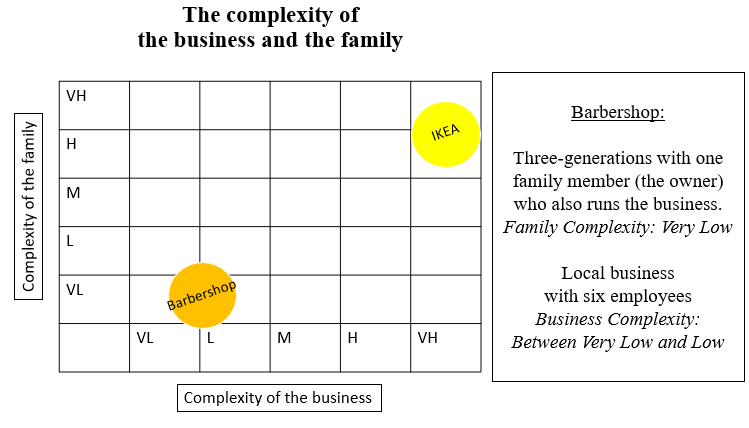 The complexity of
the business and the family
VH
H
M
L
VL
VL
L
M
H
VH
Complexity of the family
Complexity of the business
IKEA
Barbershop
Barbershop:
Three-generations with one
family member (the owner)
who also runs the business.
Family Complexity: Very Low
Local business
with six employees
Business Complexity:
Between Very Low and Low